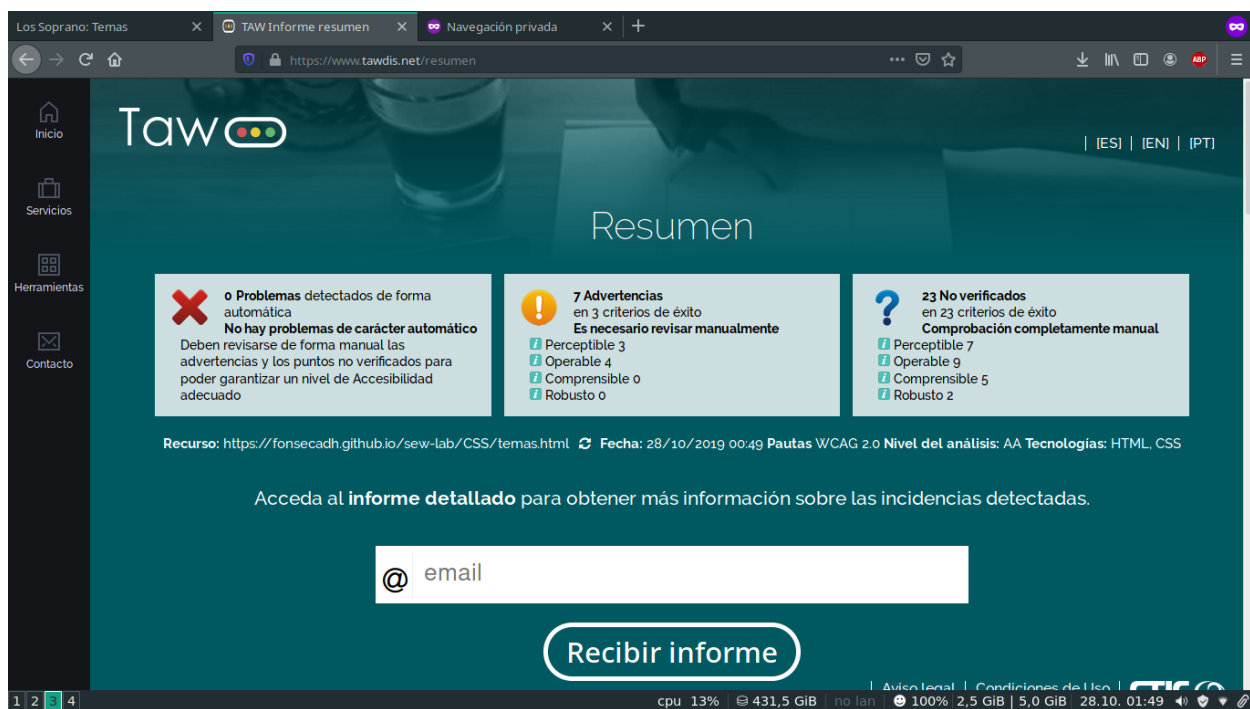 Los Soprano: Temas
TAW Informe resumen
Navegación privada
https://www.tawdis.net/resumen
ABP
Inicio
Servicios
Herramientas
Contacto
Taw
| [ES] | [EN] | [PT]
Resumen
0 Problemas detectados de forma
automática
No hay problemas de carácter automático
Deben revisarse de forma manual las
advertencias y los puntos no verificados para
poder garantizar un nivel de Accesibilidad
adecuado
7 Advertencias
en 3 criterios de éxito
Es necesario revisar manualmente
Perceptible 3
Operable 4
Comprensible 0
Robusto 0
23 No verificados
en 23 criterios de éxito
Comprobación completamente manual
Perceptible 7
Operable 9
Comprensible 5
Robusto 2
Recurso: https://fonsecadh.github.io/sew-lab/CSS/temas.html Fecha: 28/10/2019 00:49 Pautas WCAG 2.0 Nivel del análisis: AA Tecnologías: HTML, CSS
Acceda al informe detallado para obtener más información sobre las incidencias detectadas.
@ email
Recibir informe
| Aviso legal | Condiciones de Uso |
1 2 3 4
cpu 13% 431,5 GiB no lan 100% 2,5 GiB | 5,0 GiB 28.10. 01:49